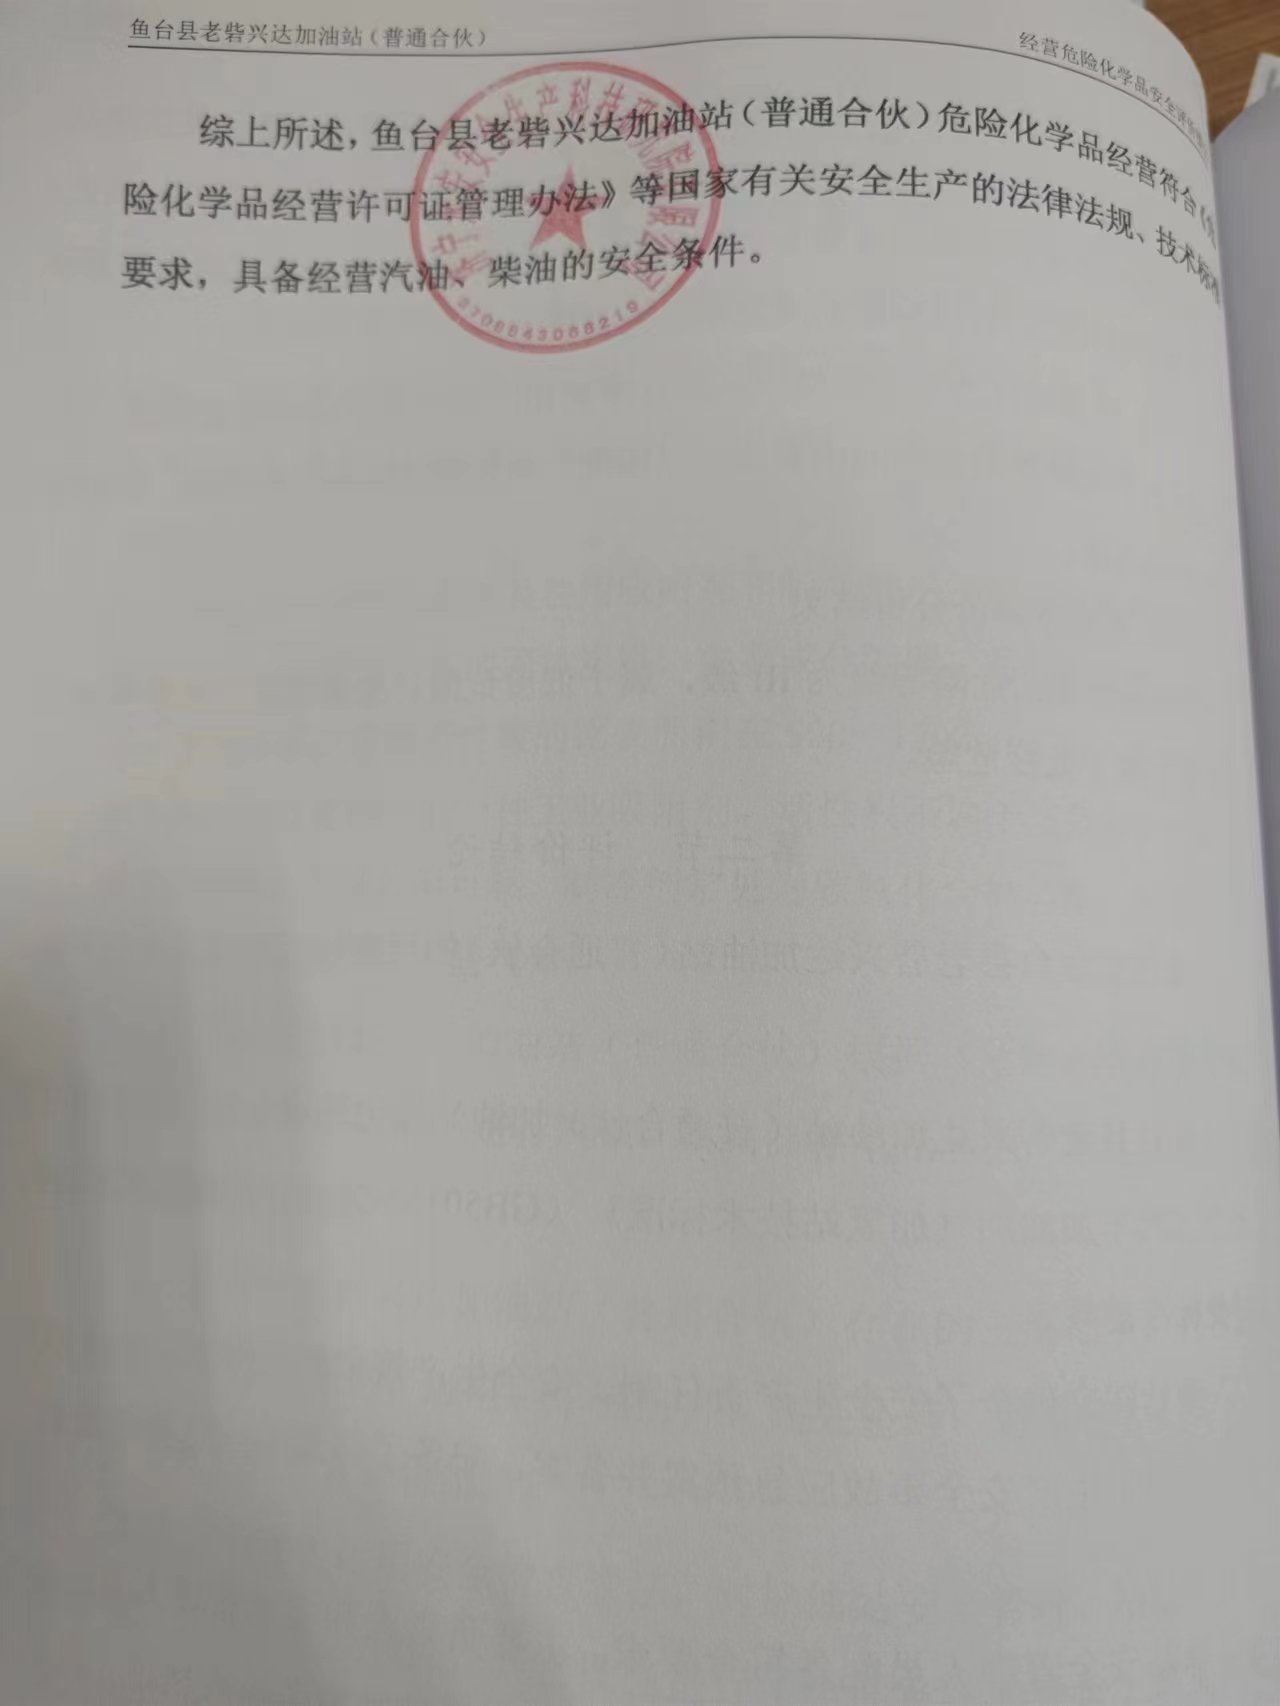 鱼台县老砦兴达加油站（普通合伙）
经营危险化学品安全评价
综上所述，鱼台县老砦兴达加油站（普通合伙）危险化学品经营符合《
险化学品经营许可证管理办法》等国家有关安全生产的法律法规、技术标
要求，具备经营汽油、柴油的安全条件。